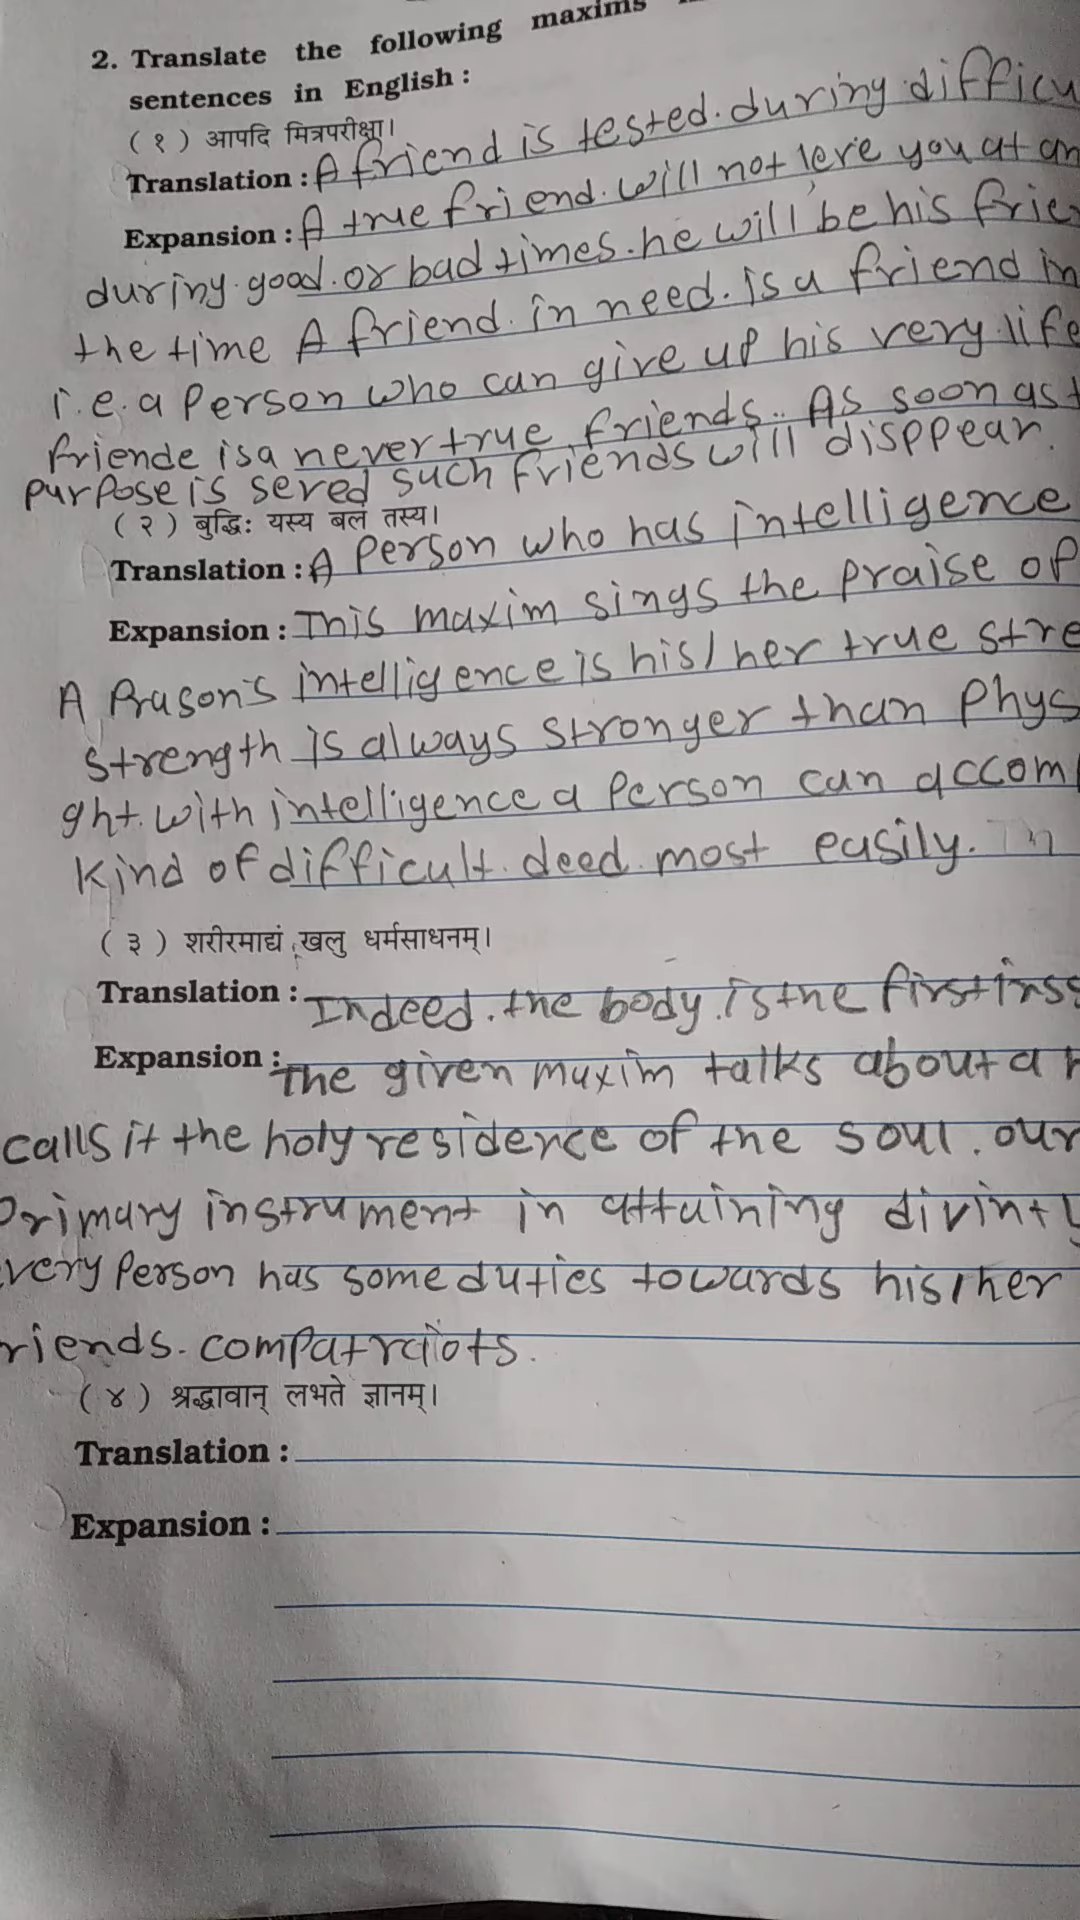 2. Translate the following maxims
sentences in English :
( १ ) आपदि मित्रपरीक्षा।
Translation : A friend is tested. during difficu
Expansion : A true friend. will not lere you at an
during good. or bad times. he will be his frie
the time A friend. in need. is a friend in
i.e. a Person who can give up his very life
friende is a never true friends.. As soon as t
purpose is sered such friends will disppear.
( २ ) बुद्धिः यस्य बलं तस्य।
Translation : A Person who has intelligence
Expansion : This maxim sings the praise of
A Prason's intelligence is his/her true stre
strength is always stronger than Phys
ght. with intelligence a Person can accom
kind of difficult. deed. most easily. In
( ३ ) शरीरमाद्यं खलु धर्मसाधनम्।
Translation : Indeed. the body. is the first inss
Expansion : The given maxim talks about a h
calls it the holy residence of the soul. our
Primary instrument in attaining divinty
very Person has some duties towards his/her
riends. compatraiots.
( ४ ) श्रद्धावान् लभते ज्ञानम्।
Translation :
Expansion :